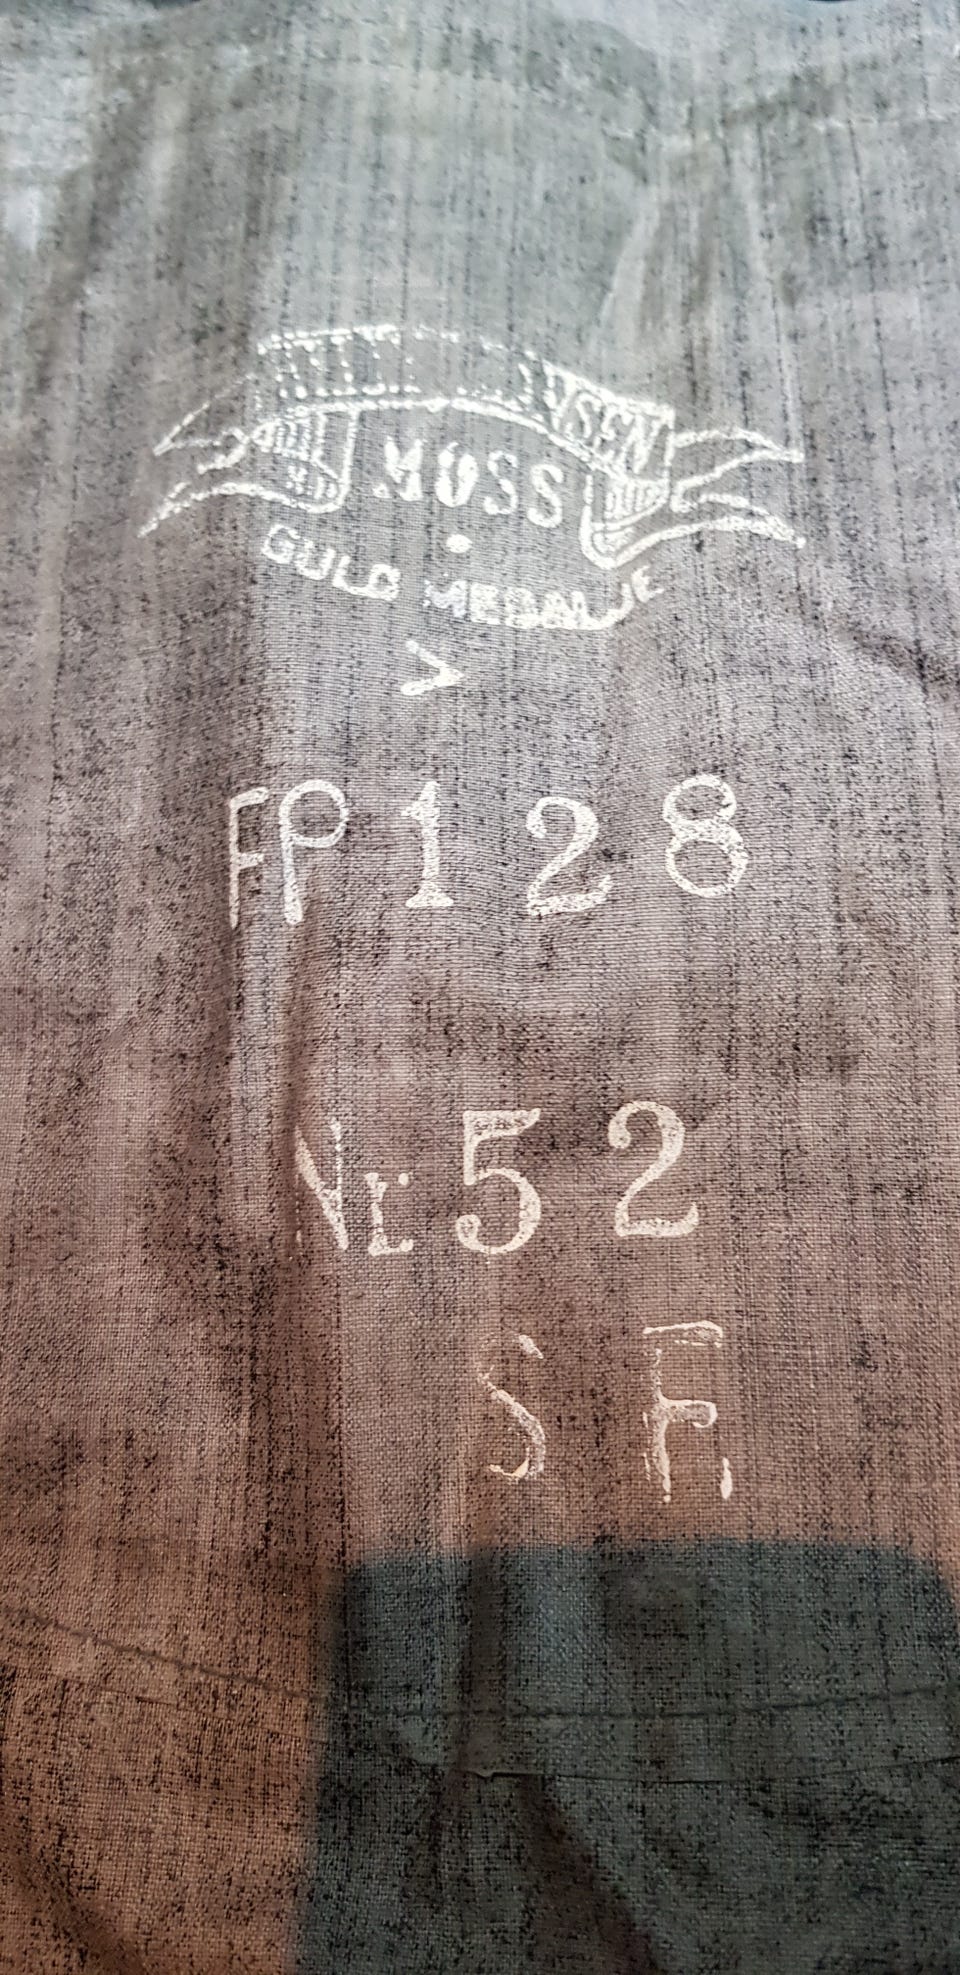 MOSS
GULD MEDALJE
FP 128
Nr 52
S F.